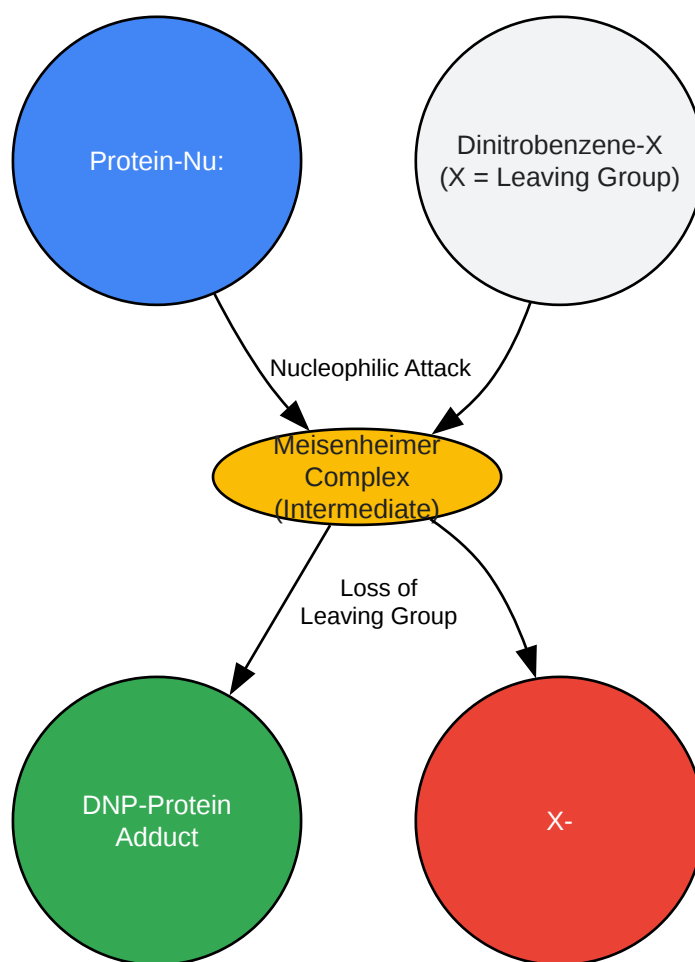 Protein-Nu:
Dinitrobenzene-X
(X = Leaving Group)
Nucleophilic Attack
Meisenheimer
Complex
(Intermediate)
Loss of
Leaving Group
DNP-Protein
Adduct
X-